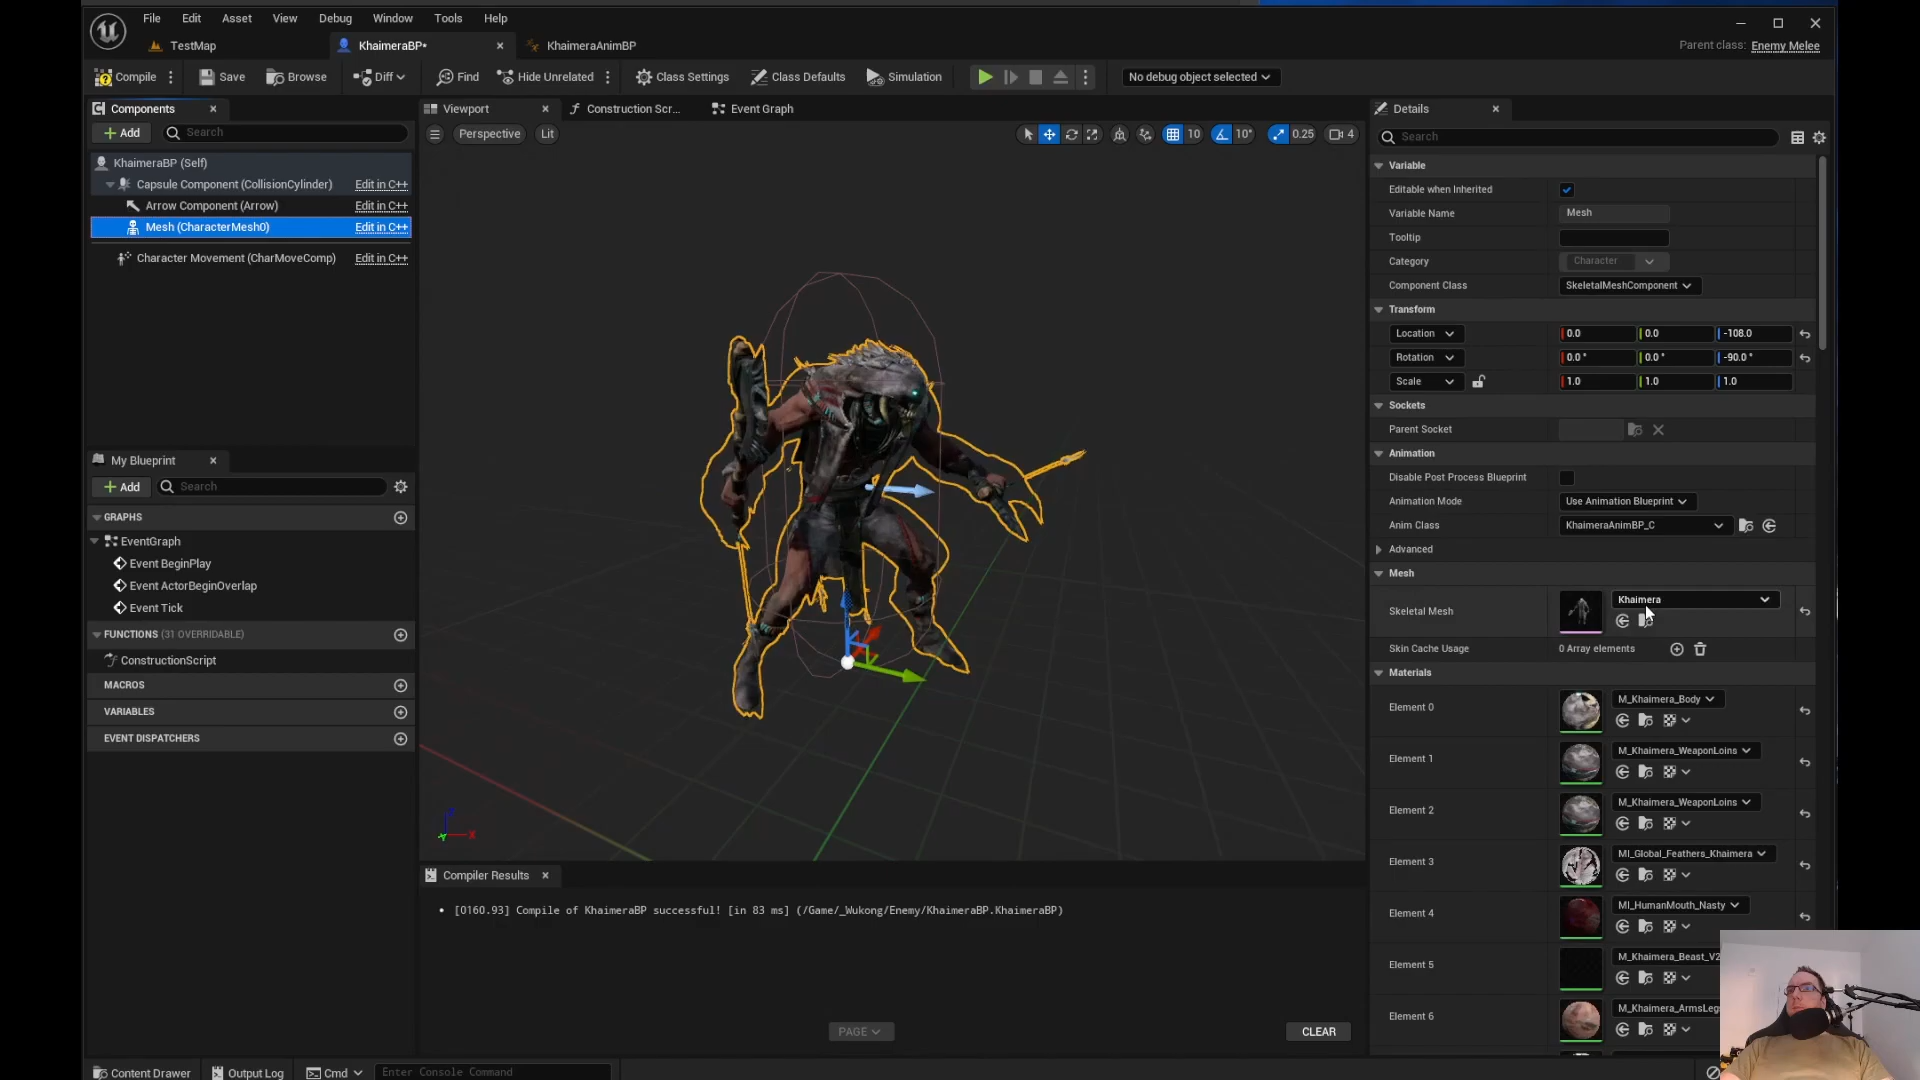 File Edit Asset View Debug Window Tools Help
TestMap KhaimeraBP* KhaimeraAnimBP Parent class: Enemy Melee
Compile Save Browse Diff Find Hide Unrelated Class Settings Class Defaults Simulation No debug object selected
Components Viewport Construction Scr... Event Graph Details
Add Search Perspective Lit 10 10° 0.25 4 Search
KhaimeraBP (Self)
Capsule Component (CollisionCylinder) Edit in C++
Arrow Component (Arrow) Edit in C++
Mesh (CharacterMesh0) Edit in C++
Character Movement (CharMoveComp) Edit in C++
My Blueprint
Add Search
GRAPHS
EventGraph
Event BeginPlay
Event ActorBeginOverlap
Event Tick
FUNCTIONS (31 OVERRIDABLE)
ConstructionScript
MACROS
VARIABLES
EVENT DISPATCHERS
Variable
Editable when Inherited
Variable Name Mesh
Tooltip
Category Character
Component Class SkeletalMeshComponent
Transform
Location 0.0 0.0 -108.0
Rotation 0.0 ° 0.0 ° -90.0 °
Scale 1.0 1.0 1.0
Sockets
Parent Socket
Animation
Disable Post Process Blueprint
Animation Mode Use Animation Blueprint
Anim Class KhaimeraAnimBP_C
Advanced
Mesh
Skeletal Mesh Khaimera
Skin Cache Usage 0 Array elements
Materials
Element 0 M_Khaimera_Body
Element 1 M_Khaimera_WeaponLoins
Element 2 M_Khaimera_WeaponLoins
Element 3 MI_Global_Feathers_Khaimera
Element 4 MI_HumanMouth_Nasty
Element 5 M_Khaimera_Beast_V2
Element 6 M_Khaimera_ArmsLeg
X
Compiler Results
• [0160.93] Compile of KhaimeraBP successful! [in 83 ms] (/Game/_Wukong/Enemy/KhaimeraBP.KhaimeraBP)
PAGE CLEAR
Content Drawer Output Log Cmd Enter Console Command